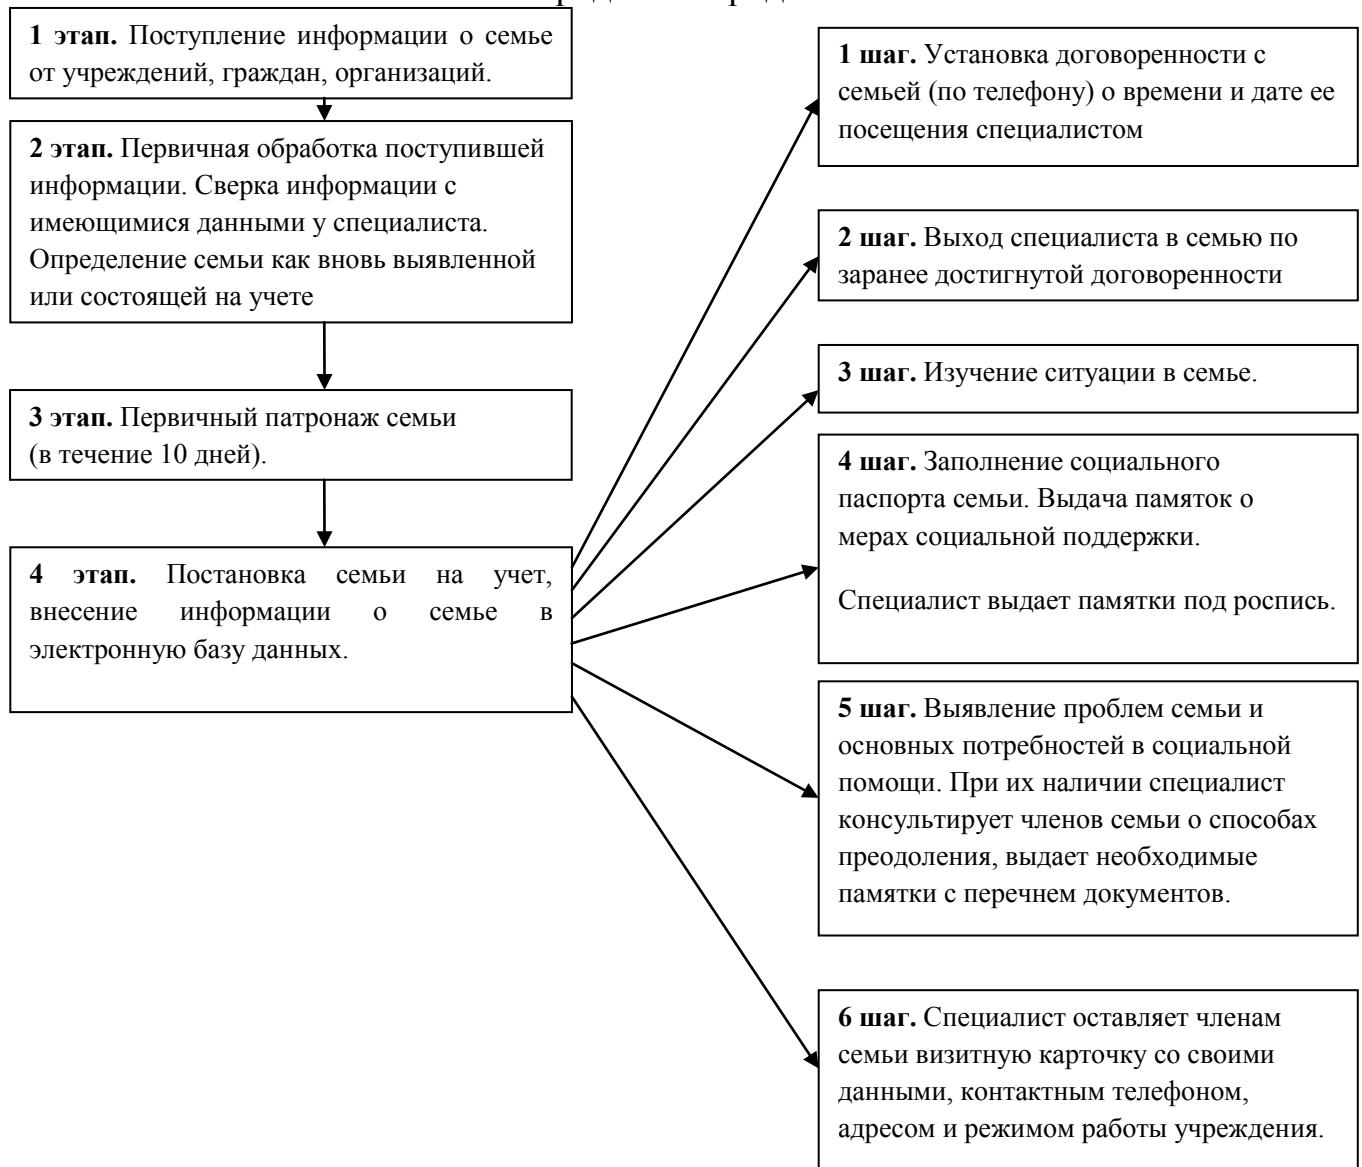 1 этап. Поступление информации о семье
от учреждений, граждан, организаций.
2 этап. Первичная обработка поступившей
информации. Сверка информации с
имеющимися данными у специалиста.
Определение семьи как вновь выявленной
или состоящей на учете
3 этап. Первичный патронаж семьи
(в течение 10 дней).
4 этап. Постановка семьи на учет,
внесение информации о семье в
электронную базу данных.
1 шаг. Установка договоренности с
семьей (по телефону) о времени и дате ее
посещения специалистом
2 шаг. Выход специалиста в семью по
заранее достигнутой договоренности
3 шаг. Изучение ситуации в семье.
4 шаг. Заполнение социального
паспорта семьи. Выдача памяток о
мерах социальной поддержки.
Специалист выдает памятки под роспись.
5 шаг. Выявление проблем семьи и
основных потребностей в социальной
помощи. При их наличии специалист
консультирует членов семьи о способах
преодоления, выдает необходимые
памятки с перечнем документов.
6 шаг. Специалист оставляет членам
семьи визитную карточку со своими
данными, контактным телефоном,
адресом и режимом работы учреждения.